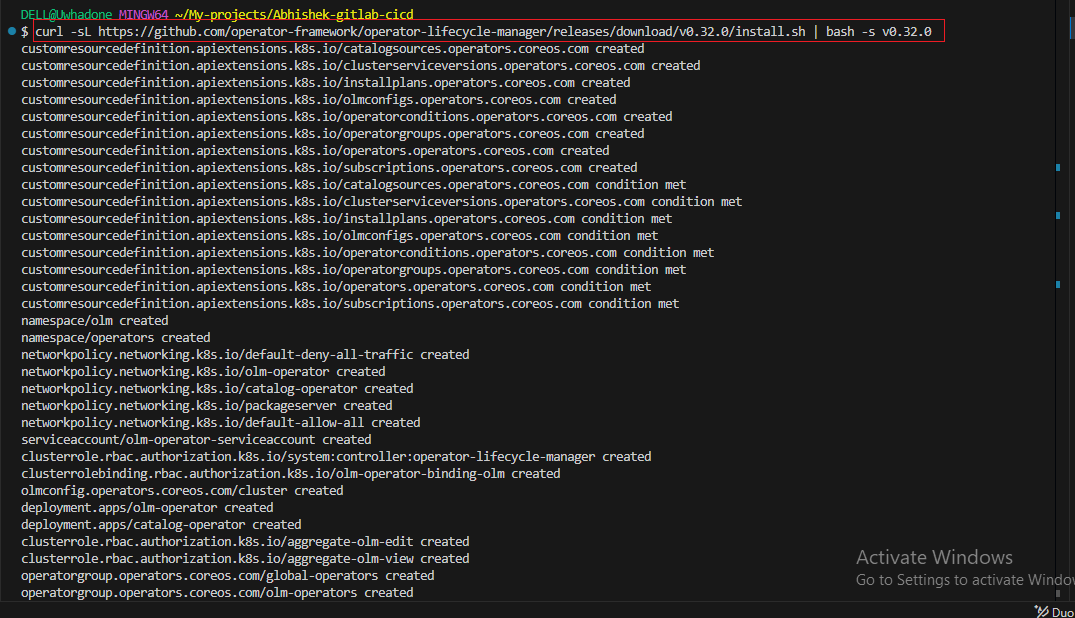 DELL@Uwhadone MINGW64 ~/My-projects/Abhishek-gitlab-cicd
$ curl -sL https://github.com/operator-framework/operator-lifecycle-manager/releases/download/v0.32.0/install.sh | bash -s v0.32.0
customresourcedefinition.apiextensions.k8s.io/catalogsources.operators.coreos.com created
customresourcedefinition.apiextensions.k8s.io/clusterserviceversions.operators.coreos.com created
customresourcedefinition.apiextensions.k8s.io/installplans.operators.coreos.com created
customresourcedefinition.apiextensions.k8s.io/olmconfigs.operators.coreos.com created
customresourcedefinition.apiextensions.k8s.io/operatorconditions.operators.coreos.com created
customresourcedefinition.apiextensions.k8s.io/operatorgroups.operators.coreos.com created
customresourcedefinition.apiextensions.k8s.io/operators.operators.coreos.com created
customresourcedefinition.apiextensions.k8s.io/subscriptions.operators.coreos.com created
customresourcedefinition.apiextensions.k8s.io/catalogsources.operators.coreos.com condition met
customresourcedefinition.apiextensions.k8s.io/clusterserviceversions.operators.coreos.com condition met
customresourcedefinition.apiextensions.k8s.io/installplans.operators.coreos.com condition met
customresourcedefinition.apiextensions.k8s.io/olmconfigs.operators.coreos.com condition met
customresourcedefinition.apiextensions.k8s.io/operatorconditions.operators.coreos.com condition met
customresourcedefinition.apiextensions.k8s.io/operatorgroups.operators.coreos.com condition met
customresourcedefinition.apiextensions.k8s.io/operators.operators.coreos.com condition met
customresourcedefinition.apiextensions.k8s.io/subscriptions.operators.coreos.com condition met
namespace/olm created
namespace/operators created
networkpolicy.networking.k8s.io/default-deny-all-traffic created
networkpolicy.networking.k8s.io/olm-operator created
networkpolicy.networking.k8s.io/catalog-operator created
networkpolicy.networking.k8s.io/packageserver created
networkpolicy.networking.k8s.io/default-allow-all created
serviceaccount/olm-operator-serviceaccount created
clusterrole.rbac.authorization.k8s.io/system:controller:operator-lifecycle-manager created
clusterrolebinding.rbac.authorization.k8s.io/olm-operator-binding-olm created
olmconfig.operators.coreos.com/cluster created
deployment.apps/olm-operator created
deployment.apps/catalog-operator created
clusterrole.rbac.authorization.k8s.io/aggregate-olm-edit created
clusterrole.rbac.authorization.k8s.io/aggregate-olm-view created
operatorgroup.operators.coreos.com/global-operators created
operatorgroup.operators.coreos.com/olm-operators created
Activate Windows
Go to Settings to activate Windo
Duo